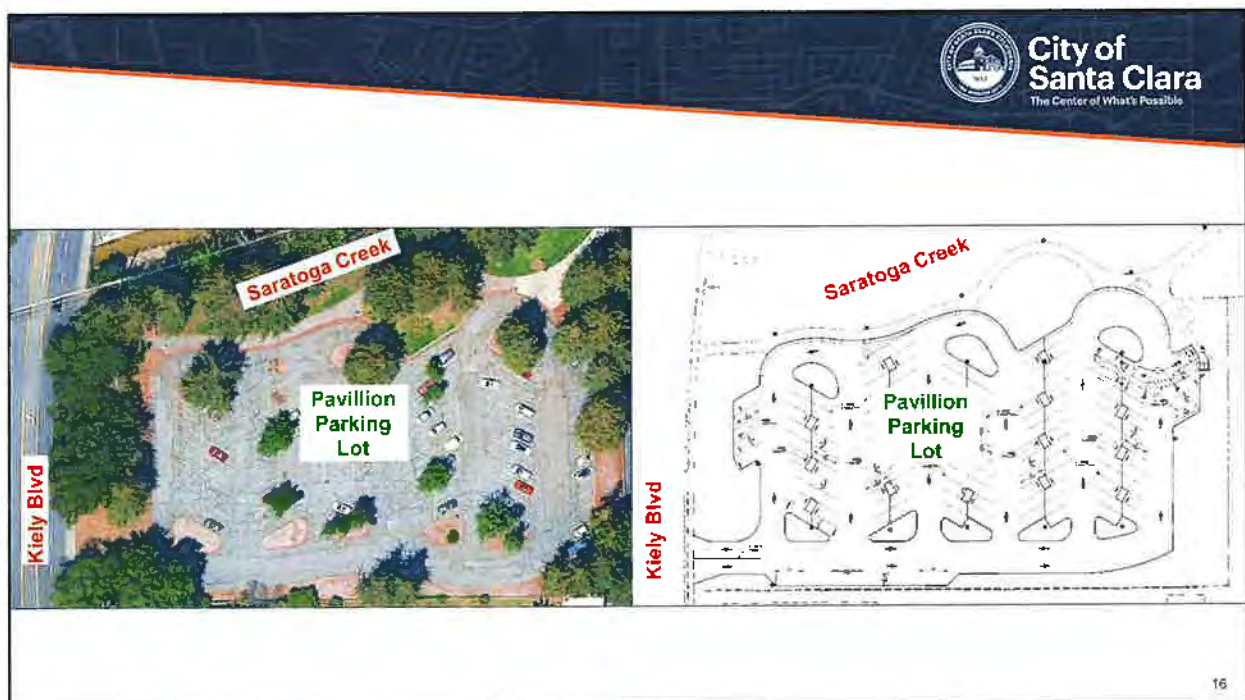 City of
Santa Clara
The Center of What's Possible
Saratoga Creek
Pavillion
Parking
Lot
Kiely Blvd
Saratoga Creek
Pavillion
Parking
Lot
Kiely Blvd
16